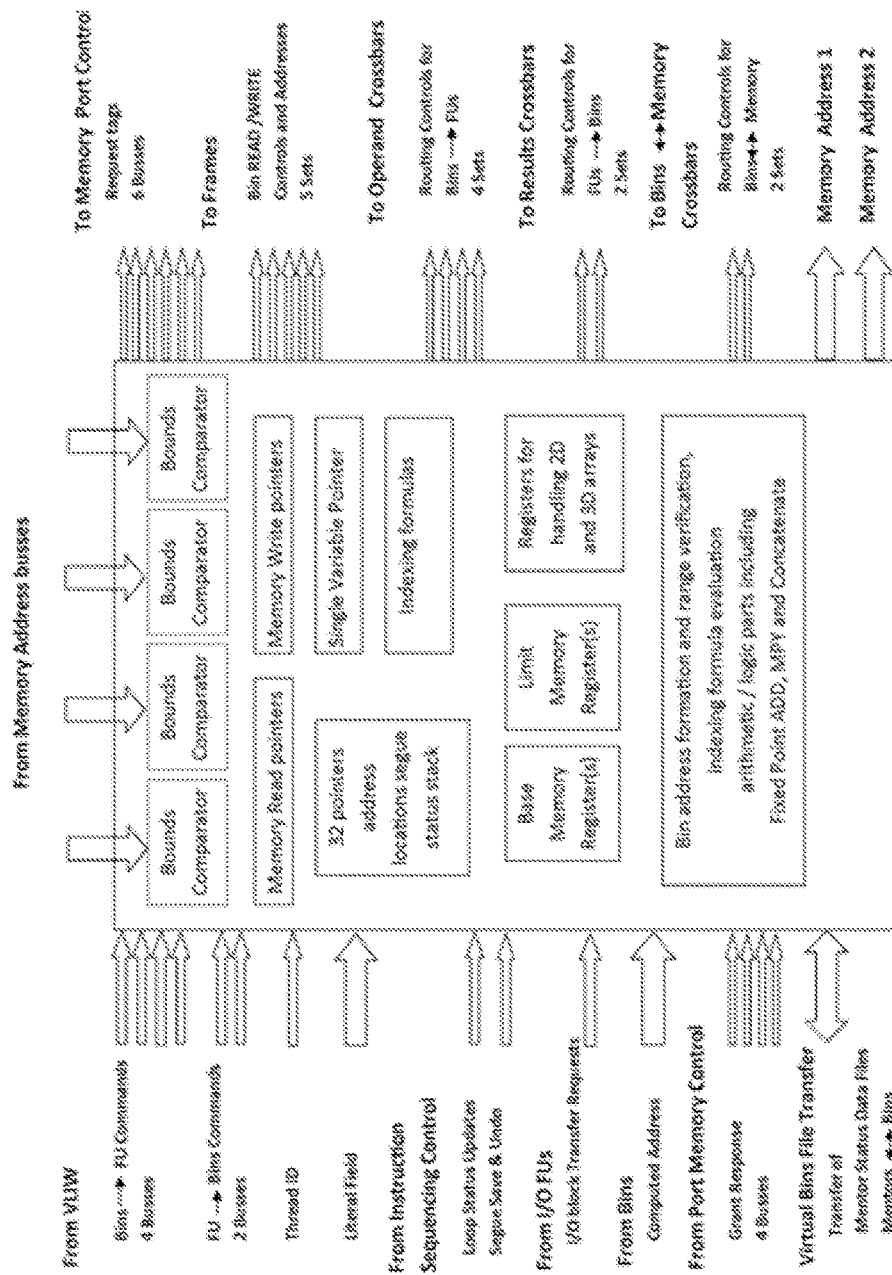 From Memory Address busses
From VLIW
Bins → FU Commands
4 Busses
FU → Bins Commands
2 Busses
Thread ID
Literal Field
From Instruction
Sequencing Control
Loop Status Updates
Segue Save & Undo
From I/O FUs
I/O block Transfer Requests
From Bins
Computed Address
From Port Memory Control
Grant Response
4 Busses
Virtual Bins File Transfer
Transfer of
Mentor Status Data Files
Mentors ↔ Bins
Bounds
Comparator
Bounds
Comparator
Bounds
Comparator
Bounds
Comparator
Memory Read pointers
Memory Write pointers
32 pointers
address
locations segue
status stack
Single Variable Pointer
Indexing formulas
Base
Memory
Register(s)
Limit
Memory
Register(s)
Registers for
handling 2D
and 3D arrays
Bin address formation and range verification,
indexing formula evaluation
arithmetic / logic parts including
Fixed Point ADD, MPY and Concatenate
To Memory Port Control
Request tags
6 Busses
To Frames
Bin READ /WRITE
Controls and Addresses
5 Sets
To Operand Crossbars
Routing Controls for
Bins → FUs
4 Sets
To Results Crossbars
Routing Controls for
FUs → Bins
2 Sets
To Bins ↔ Memory
Crossbars
Routing Controls for
Bins ↔ Memory
2 Sets
Memory Address 1
Memory Address 2